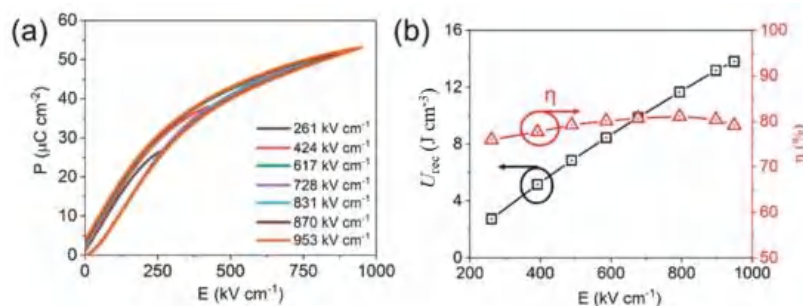 (a)
P (μC cm⁻²)
60
50
40
30
20
10
0
261 kV cm⁻¹
424 kV cm⁻¹
617 kV cm⁻¹
728 kV cm⁻¹
831 kV cm⁻¹
870 kV cm⁻¹
953 kV cm⁻¹
0 250 500 750 1000
E (kV cm⁻¹)
(b)
Urec (J cm⁻³)
16
12
8
4
0
η
100
90
80
70
60
50
η (%)
200 400 600 800 1000
E (kV cm⁻¹)